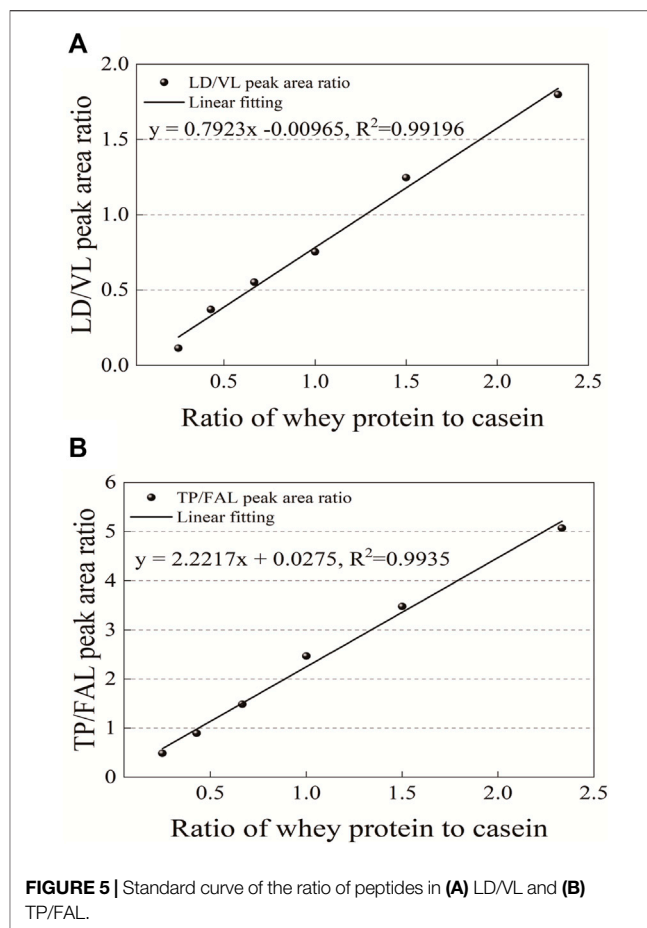 A
2.0
LD/VL peak area ratio
Linear fitting
y = 0.7923x -0.00965, R²=0.99196
1.5
1.0
0.5
0.0
LD/VL peak area ratio
0.5 1.0 1.5 2.0 2.5
Ratio of whey protein to casein
B
6
TP/FAL peak area ratio
Linear fitting
5
y = 2.2217x + 0.0275, R²=0.9935
4
3
2
1
0
TP/FAL peak area ratio
0.5 1.0 1.5 2.0 2.5
Ratio of whey protein to casein
FIGURE 5 | Standard curve of the ratio of peptides in (A) LD/VL and (B)
TP/FAL.